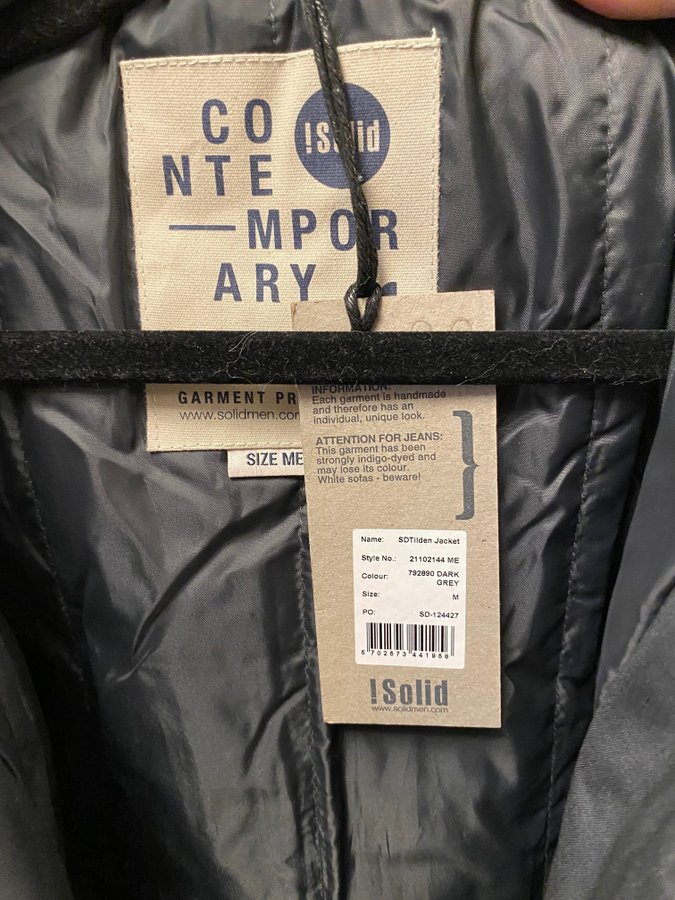 CO
!Solid
NTE
—MPOR
ARY
GARMENT
www.solidmen.com
SIZE ME
INFORMATION:
Each garment is handmade
and therefore has an
individual, unique look.
ATTENTION FOR JEANS:
This garment has been
strongly indigo-dyed and
may lose its colour.
White sofas - beware!
}
Name: SDTilden Jacket
Style No.: 21102144 ME
Colour: 792890 DARK
GREY
Size: M
PO: SD-124427
5 702873 441986
!Solid
www.solidmen.com